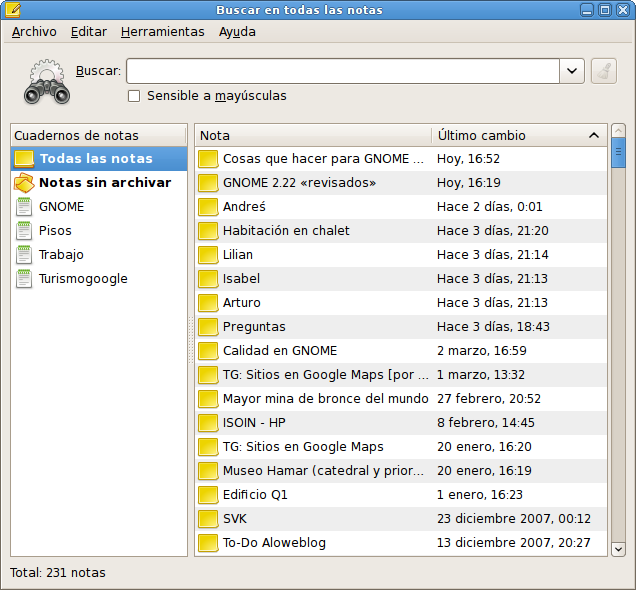 Buscar en todas las notas
Archivo Editar Herramientas Ayuda
Buscar:
Sensible a mayúsculas
Cuadernos de notas
Todas las notas
Notas sin archivar
GNOME
Pisos
Trabajo
Turismogoogle
Nota Último cambio
Cosas que hacer para GNOME ... Hoy, 16:52
GNOME 2.22 «revisados» Hoy, 16:19
Andreś Hace 2 días, 0:01
Habitación en chalet Hace 3 días, 21:20
Lilian Hace 3 días, 21:14
Isabel Hace 3 días, 21:13
Arturo Hace 3 días, 21:13
Preguntas Hace 3 días, 18:43
Calidad en GNOME 2 marzo, 16:59
TG: Sitios en Google Maps [por ... 1 marzo, 13:32
Mayor mina de bronce del mundo 27 febrero, 20:52
ISOIN - HP 8 febrero, 14:45
TG: Sitios en Google Maps 20 enero, 16:20
Museo Hamar (catedral y prior... 20 enero, 16:19
Edificio Q1 1 enero, 16:23
SVK 23 diciembre 2007, 00:12
To-Do Aloweblog 13 diciembre 2007, 20:27
Total: 231 notas